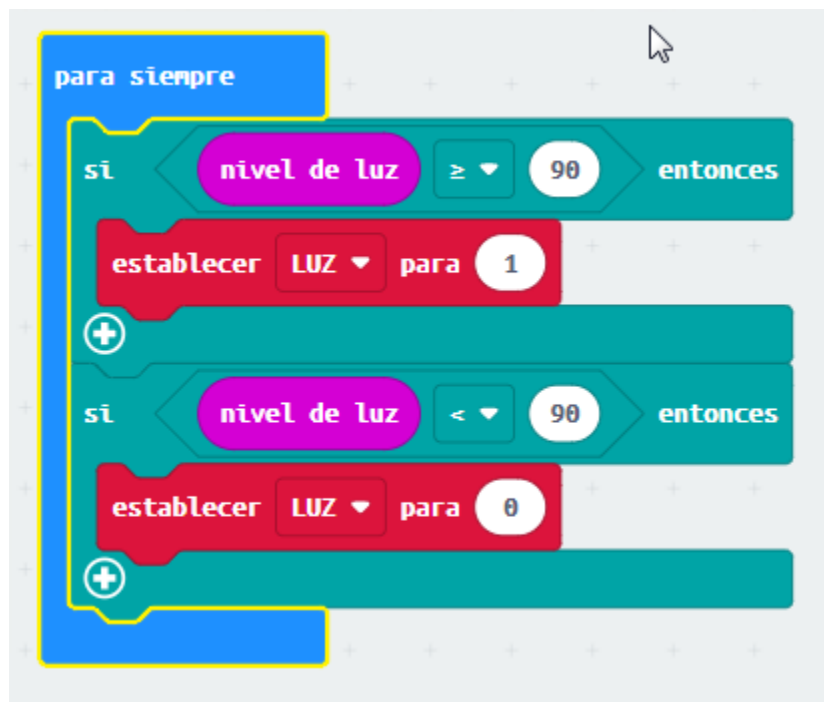 para siempre
si nivel de luz ≥ 90 entonces
establecer LUZ para 1
si nivel de luz < 90 entonces
establecer LUZ para 0